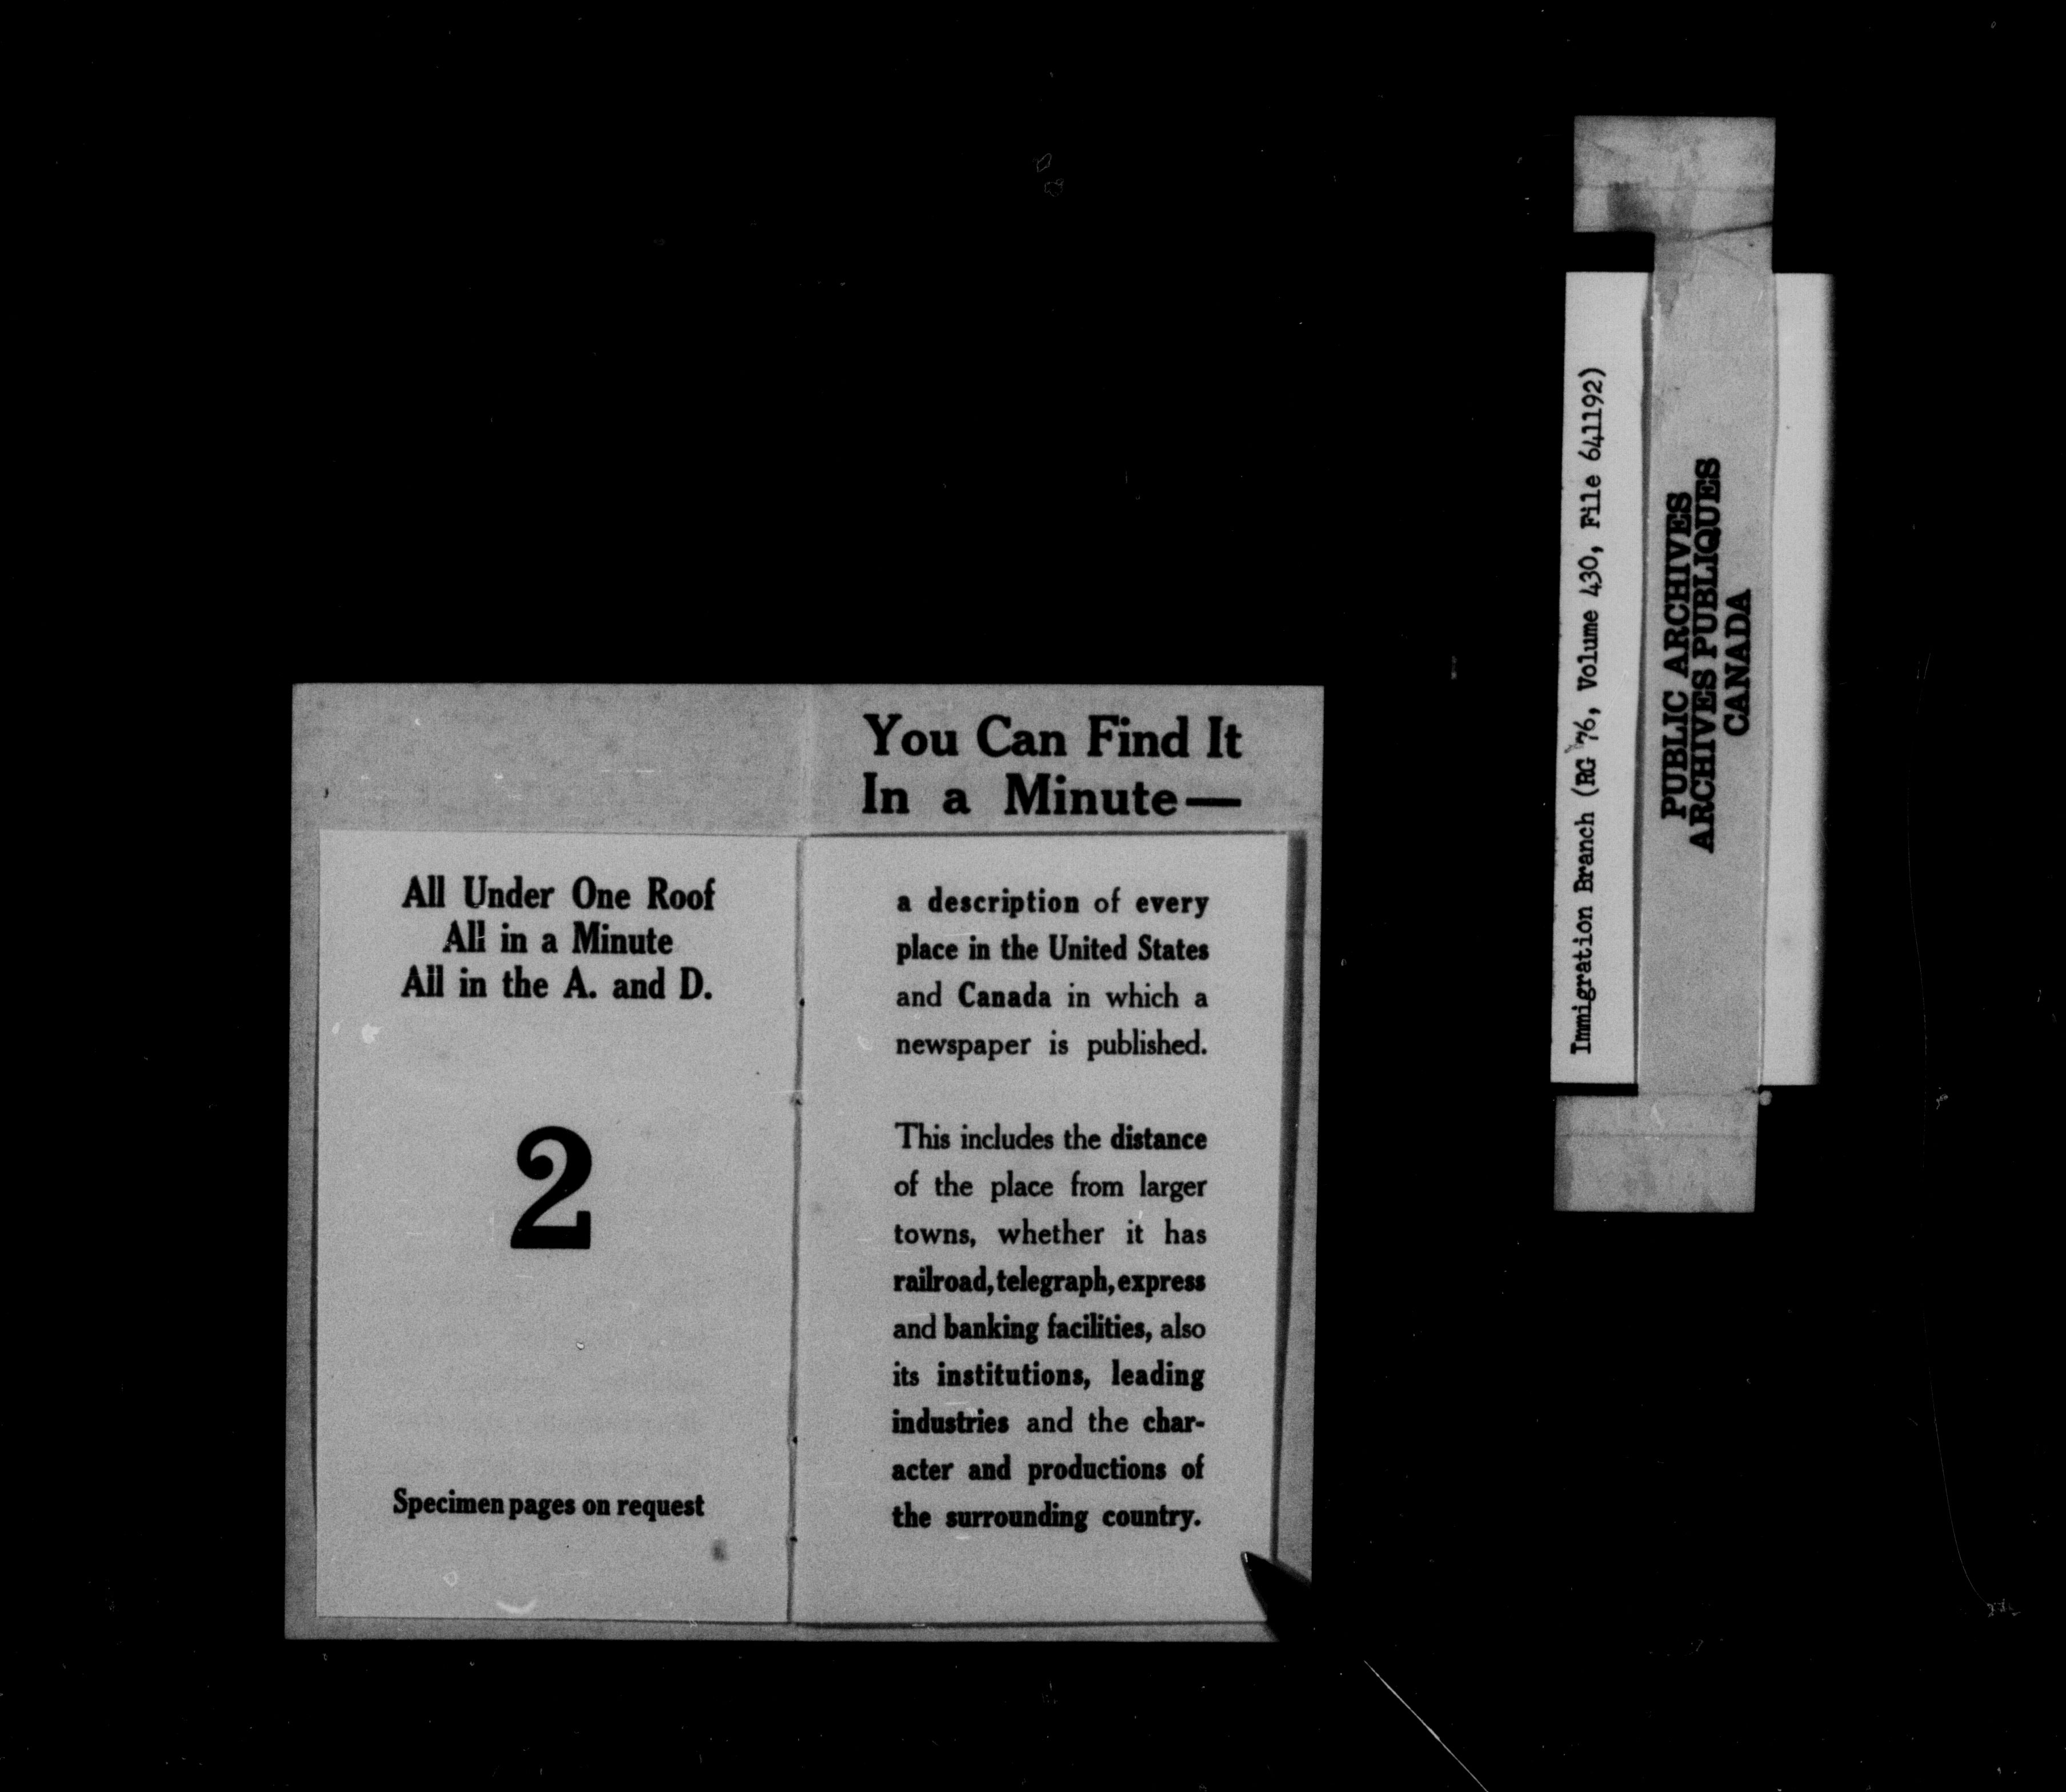 You Can Find It
In a Minute—
All Under One Roof
All in a Minute
All in the A. and D.
2
Specimen pages on request
a description of every
place in the United States
and Canada in which a
newspaper is published.
This includes the distance
of the place from larger
towns, whether it has
railroad, telegraph, express
and banking facilities, also
its institutions, leading
industries and the char-
acter and productions of
the surrounding country.
Immigration Branch (RG 76, Volume 430, File 641192)
PUBLIC ARCHIVES
ARCHIVES PUBLIQUES
CANADA